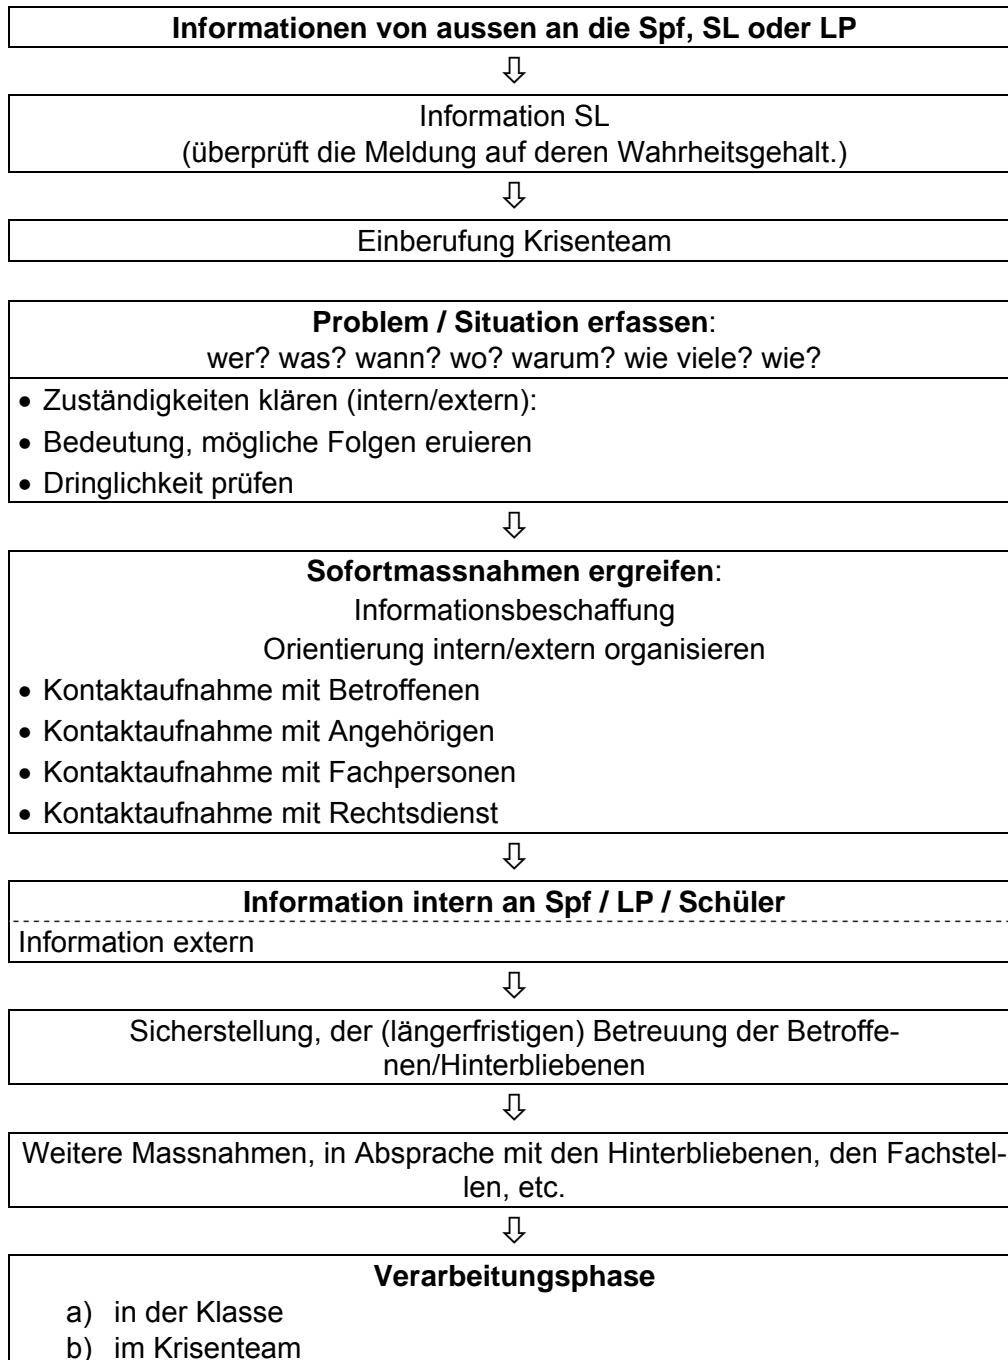 Informationen von aussen an die Spf, SL oder LP
⇩
Information SL
(überprüft die Meldung auf deren Wahrheitsgehalt.)
⇩
Einberufung Krisenteam
Problem / Situation erfassen:
wer? was? wann? wo? warum? wie viele? wie?
• Zuständigkeiten klären (intern/extern):
• Bedeutung, mögliche Folgen eruieren
• Dringlichkeit prüfen
⇩
Sofortmassnahmen ergreifen:
Informationsbeschaffung
Orientierung intern/extern organisieren
• Kontaktaufnahme mit Betroffenen
• Kontaktaufnahme mit Angehörigen
• Kontaktaufnahme mit Fachpersonen
• Kontaktaufnahme mit Rechtsdienst
⇩
Information intern an Spf / LP / Schüler
Information extern
⇩
Sicherstellung, der (längerfristigen) Betreuung der Betroffe-
nen/Hinterbliebenen
⇩
Weitere Massnahmen, in Absprache mit den Hinterbliebenen, den Fachstel-
len, etc.
⇩
Verarbeitungsphase
a) in der Klasse
b) im Krisenteam